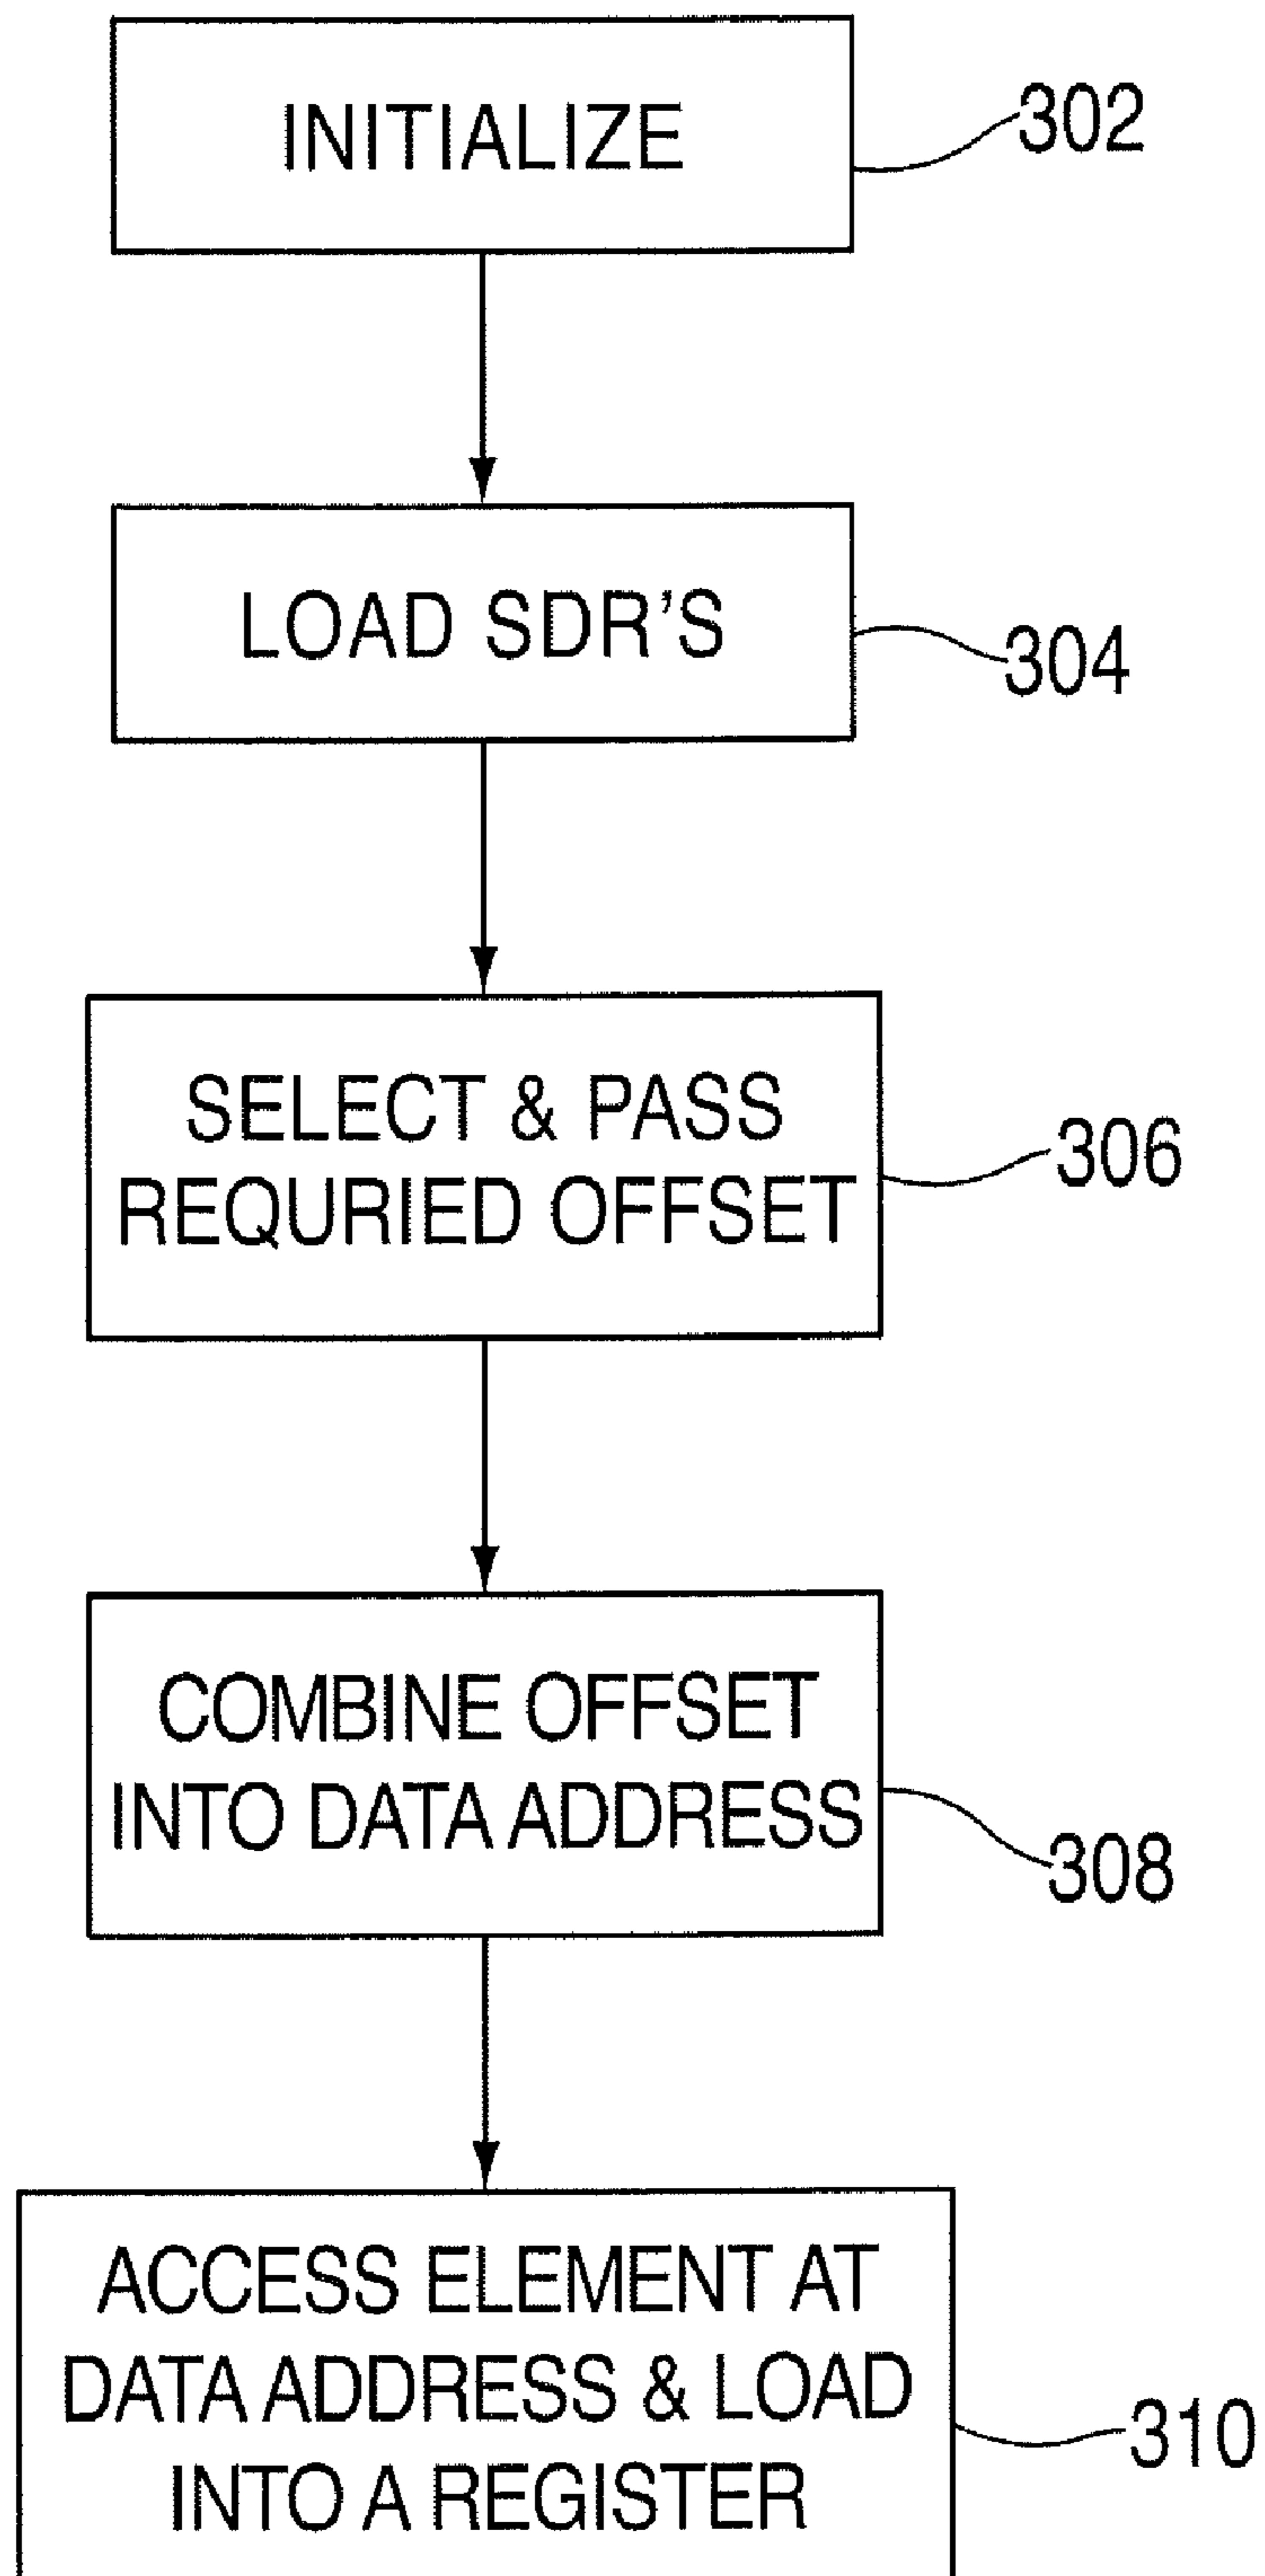 INITIALIZE
302
LOAD SDR'S
304
SELECT & PASS
REQURIED OFFSET
306
COMBINE OFFSET
INTO DATA ADDRESS
308
ACCESS ELEMENT AT
DATA ADDRESS & LOAD
INTO A REGISTER
310